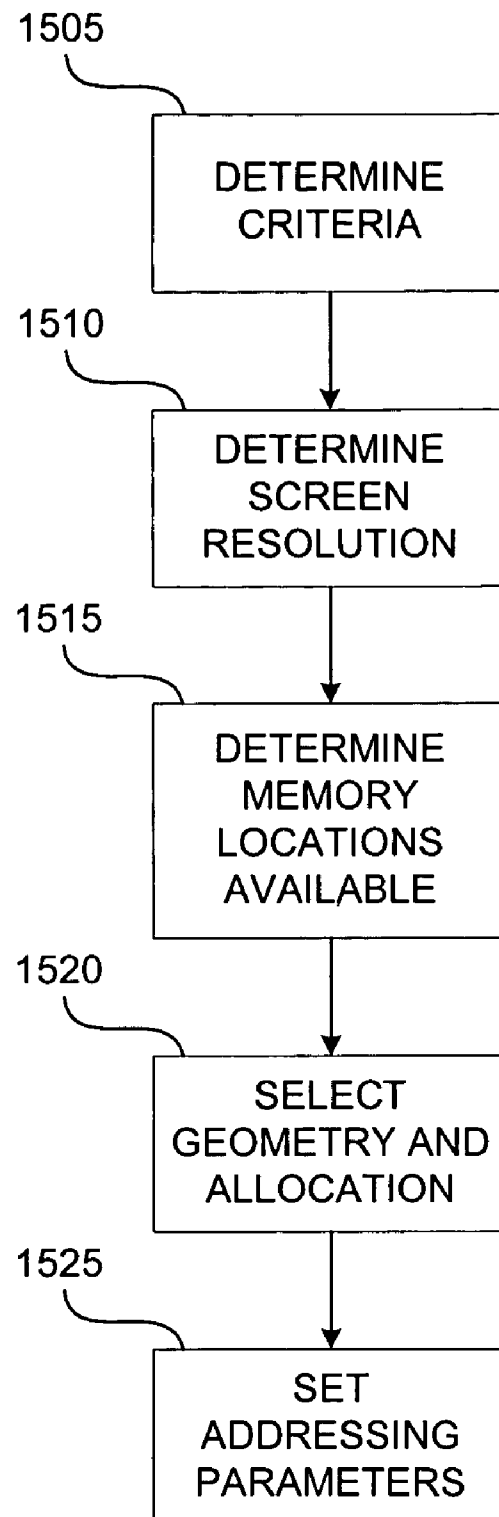 1505
DETERMINE
CRITERIA
1510
DETERMINE
SCREEN
RESOLUTION
1515
DETERMINE
MEMORY
LOCATIONS
AVAILABLE
1520
SELECT
GEOMETRY AND
ALLOCATION
1525
SET
ADDRESSING
PARAMETERS